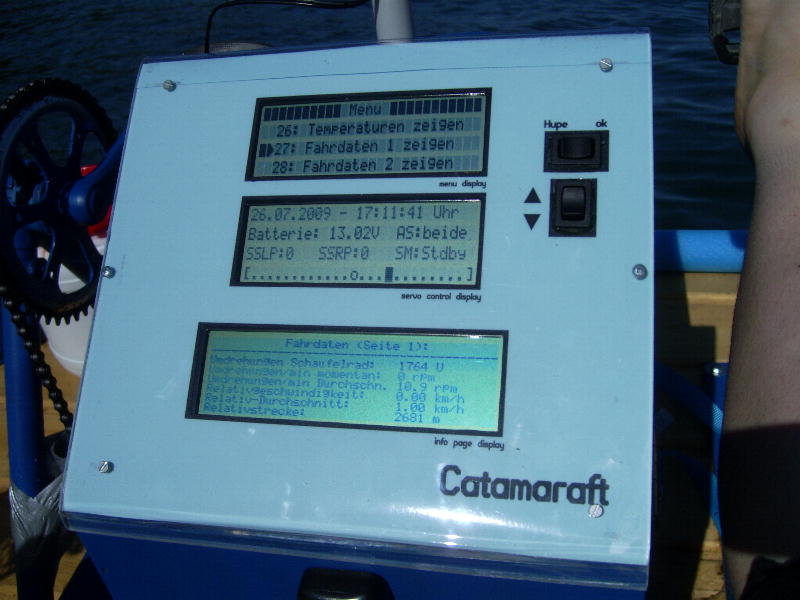 Menu
26: Temperaturen zeigen
27: Fahrdaten 1 zeigen
28: Fahrdaten 2 zeigen
menu display
Hupe ok
26.07.2009 - 17:11:41 Uhr
Batterie: 13.02V AS:beide
SSLP:0 SSRP:0 SM:Stdby
[............o....█........]
servo control display
Fahrdaten (Seite 1):
Umdrehungen Schaufelrad: 1764 U
Umdrehungen/min momentan: 0 rpm
Umdrehungen/min Durchschn. 10.9 rpm
Relativgeschwindigkeit: 0.00 km/h
Relativ-Durchschnitt: 1.00 km/h
Relativstrecke: 2681 m
info page display
Catamaraft